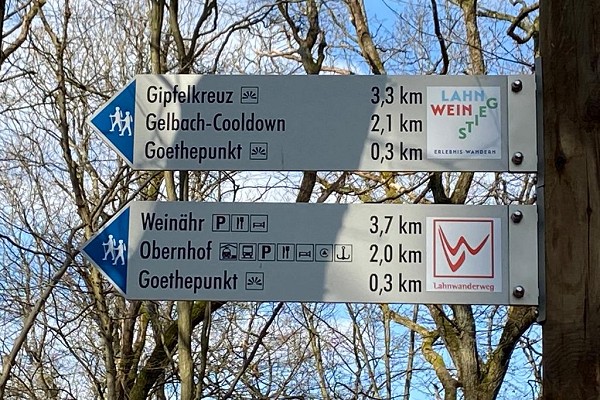 Gipfelkreuz 3,3 km
Gelbach-Cooldown 2,1 km
Goethepunkt 0,3 km
LAHN
WEIN
STIEG
ERLEBNIS-WANDERN
Weinähr P 3,7 km
Obernhof P 2,0 km
Goethepunkt 0,3 km
Lahnwanderweg